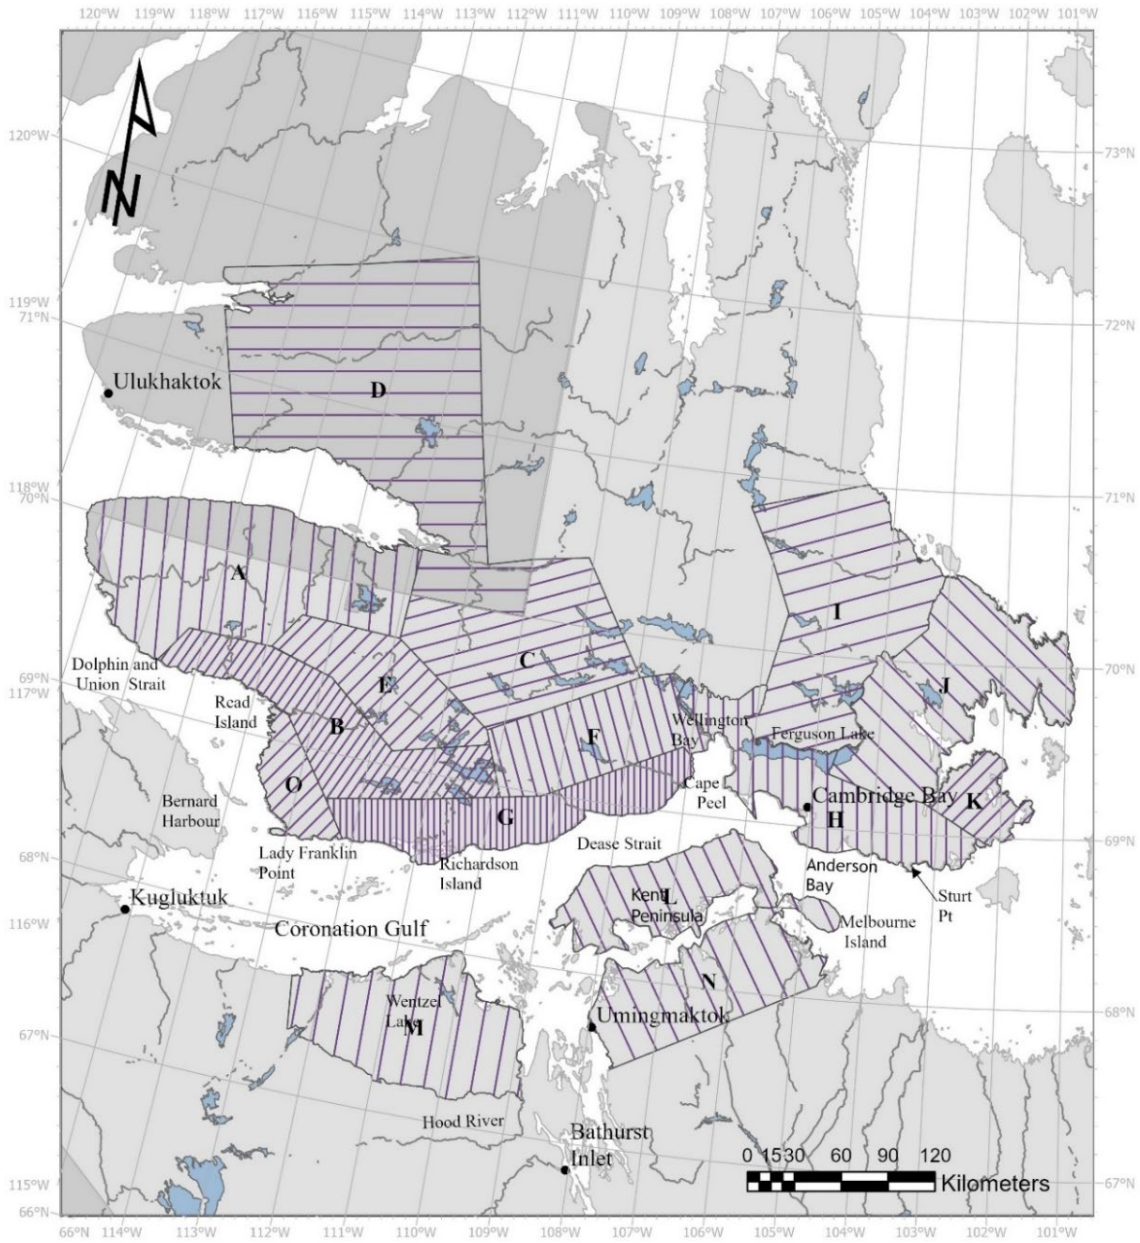 120°W 119°W 118°W 117°W 116°W 115°W 114°W 113°W 112°W 111°W 110°W 109°W 108°W 107°W 106°W 105°W 104°W 103°W 102°W 101°W
N
120°W
73°N
119°W
71°N
72°N
D
Ulukhaktok
118°W
70°N
71°N
A
I
C
Dolphin and
Union Strait
69°N
117°W
70°N
E
J
Read
Island
B
Wellington
Bay
F
Ferguson Lake
O
Cape
Peel
Bernard
Harbour
G
Cambridge Bay
H
K
Lady Franklin
Point
Dease Strait
69°N
68°N
Richardson
Island
Anderson
Bay
Kugluktuk
Kent
Peninsula
L
Sturt
Pt
116°W
Coronation Gulf
Melbourne
Island
Wentzel
Lake
M
N
Umingmaktok
68°N
67°N
Hood River
Bathurst
Inlet
0 15 30 60 90 120
Kilometers
115°W
66°N
67°N
66°N 114°W 113°W 112°W 111°W 110°W 109°W 108°W 107°W 106°W 105°W 104°W 103°W 102°W